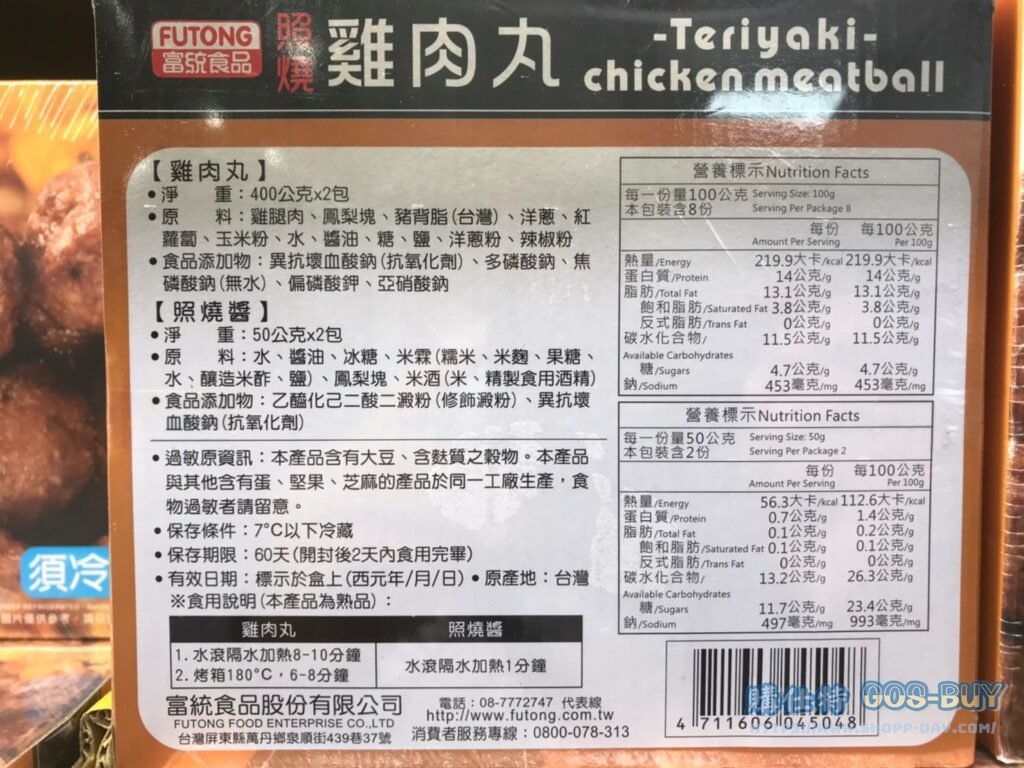 FUTONG
富統食品
照燒
雞肉丸
-Teriyaki-
chicken meatball
【雞肉丸】
•淨　　重：400公克x2包
•原　　料：雞腿肉、鳳梨塊、豬背脂(台灣)、洋蔥、紅
蘿蔔、玉米粉、水、醬油、糖、鹽、洋蔥粉、辣椒粉
•食品添加物：異抗壞血酸鈉(抗氧化劑)、多磷酸鈉、焦
磷酸鈉(無水)、偏磷酸鉀、亞硝酸鈉
【照燒醬】
•淨　　重：50公克x2包
•原　　料：水、醬油、冰糖、米霖(糯米、米麴、果糖、
水、釀造米酢、鹽)、鳳梨塊、米酒(米、精製食用酒精)
•食品添加物：乙醯化己二酸二澱粉(修飾澱粉)、異抗壞
血酸鈉(抗氧化劑)
•過敏原資訊：本產品含有大豆、含麩質之穀物。本產品
與其他含有蛋、堅果、芝麻的產品於同一工廠生產，食
物過敏者請留意。
•保存條件：7°C以下冷藏
•保存期限：60天(開封後2天內食用完畢)
•有效日期：標示於盒上(西元年/月/日)•原產地：台灣
※食用說明(本產品為熟品)：
雞肉丸 照燒醬
1. 水滾隔水加熱8-10分鐘
2. 烤箱180°C，6-8分鐘
水滾隔水加熱1分鐘
富統食品股份有限公司
FUTONG FOOD ENTERPRISE CO.,LTD
台灣屏東縣萬丹鄉泉順街439巷37號
電話：08-7772747 代表線
http://www.futong.com.tw
消費者服務專線：0800-078-313
營養標示Nutrition Facts
每一份量100公克 Serving Size: 100g
本包裝含8份 Serving Per Package 8
每份 每100公克
Amount Per Serving Per 100g
熱量/Energy 219.9大卡/kcal 219.9大卡/kcal
蛋白質/Protein 14公克/g 14公克/g
脂肪/Total Fat 13.1公克/g 13.1公克/g
飽和脂肪/Saturated Fat 3.8公克/g 3.8公克/g
反式脂肪/Trans Fat 0公克/g 0公克/g
碳水化合物/ 11.5公克/g 11.5公克/g
Available Carbohydrates
糖/Sugars 4.7公克/g 4.7公克/g
鈉/Sodium 453毫克/mg 453毫克/mg
營養標示Nutrition Facts
每一份量50公克 Serving Size: 50g
本包裝含2份 Serving Per Package 2
每份 每100公克
Amount Per Serving Per 100g
熱量/Energy 56.3大卡/kcal 112.6大卡/kcal
蛋白質/Protein 0.7公克/g 1.4公克/g
脂肪/Total Fat 0.1公克/g 0.2公克/g
飽和脂肪/Saturated Fat 0.1公克/g 0.1公克/g
反式脂肪/Trans Fat 0公克/g 0公克/g
碳水化合物/ 13.2公克/g 26.3公克/g
Available Carbohydrates
糖/Sugars 11.7公克/g 23.4公克/g
鈉/Sodium 497毫克/mg 993毫克/mg
4 711606 045048
購仕特 COS-BUY
HTTP://WWW.SHOPP-DAY.COM/
須冷